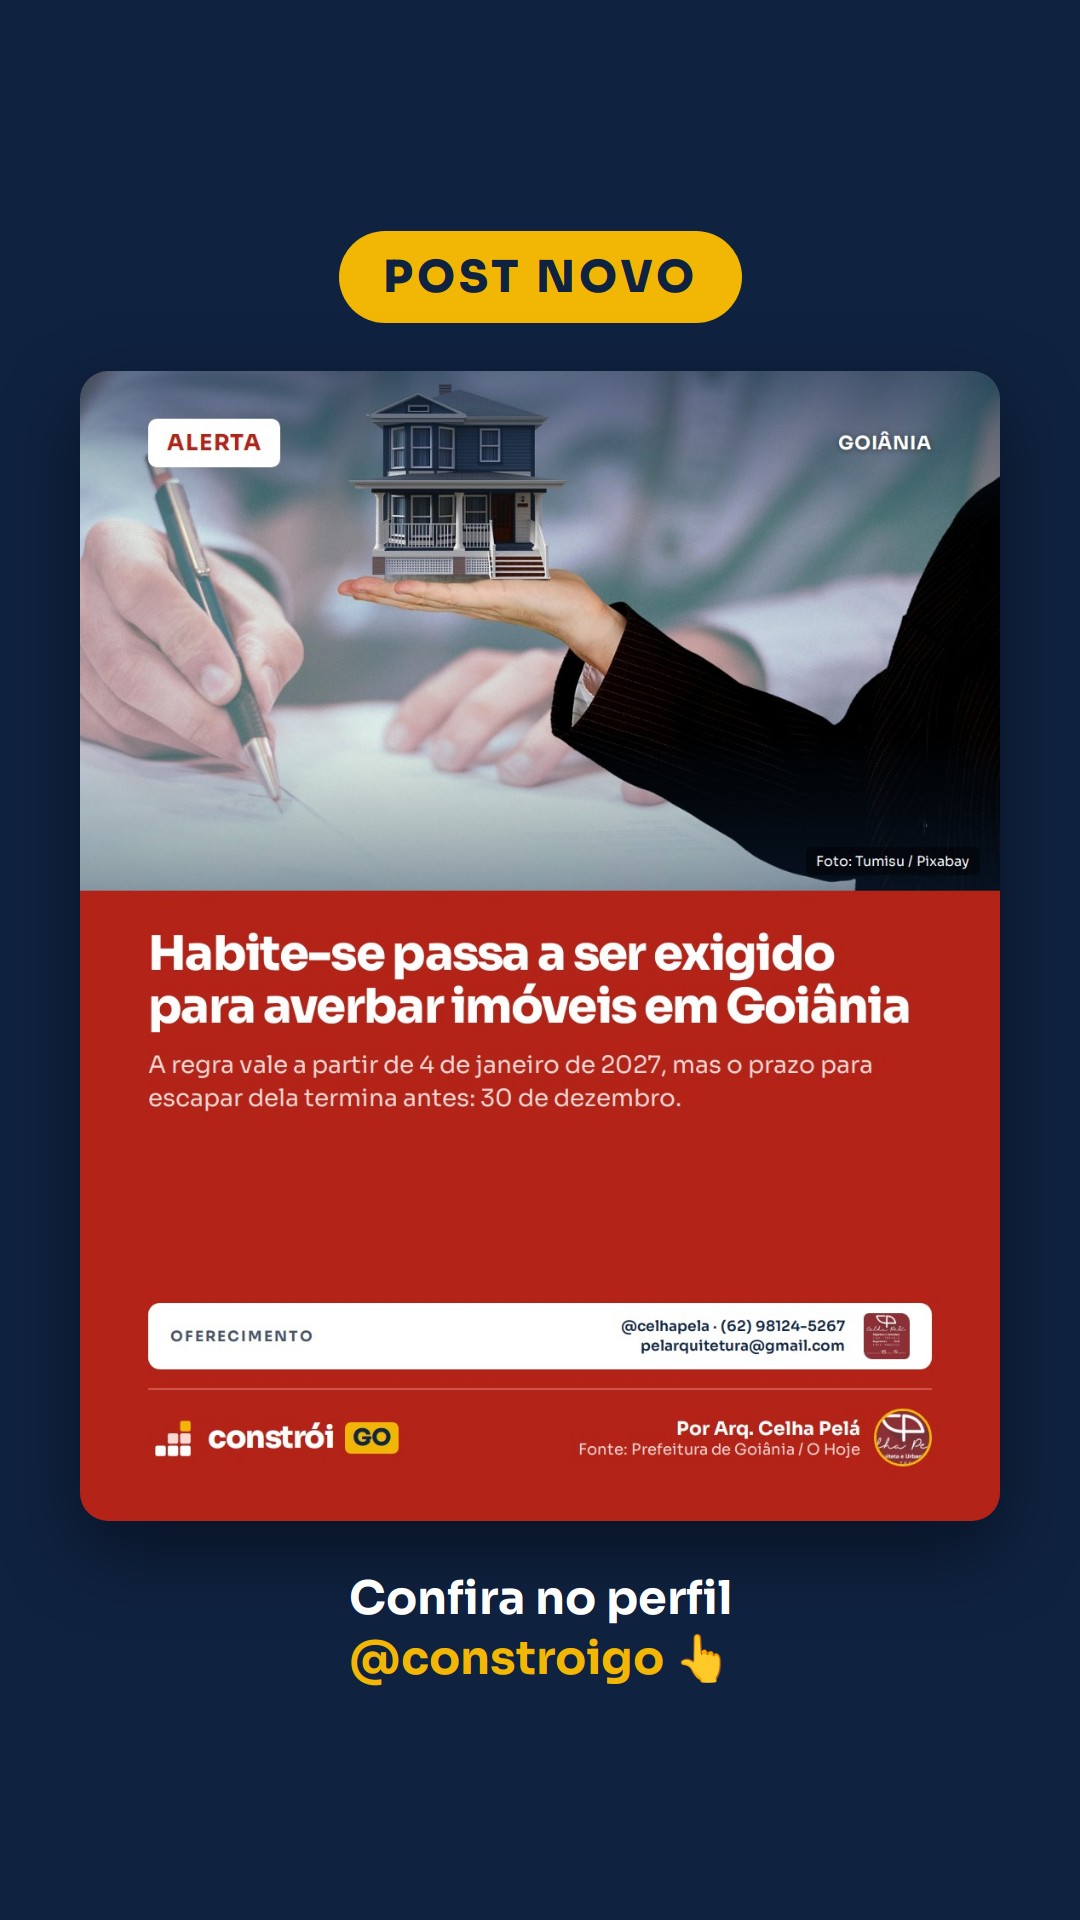 POST NOVO
ALERTA
GOIÂNIA
Foto: Tumisu / Pixabay
Habite-se passa a ser exigido
para averbar imóveis em Goiânia
A regra vale a partir de 4 de janeiro de 2027, mas o prazo para
escapar dela termina antes: 30 de dezembro.
OFERECIMENTO
@celhapela · (62) 98124-5267
pelarquitetura@gmail.com
constrói GO
Por Arq. Celha Pelá
Fonte: Prefeitura de Goiânia / O Hoje
Confira no perfil
@constroigo 👆